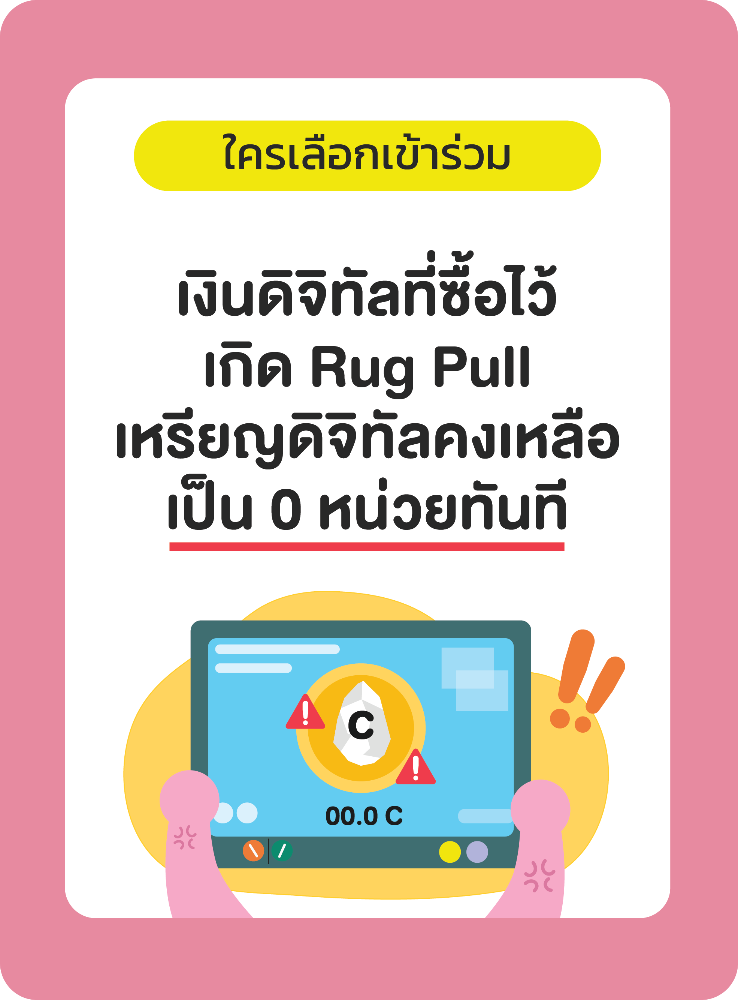 ใครเลือกเข้าร่วม
เงินดิจิทัลที่ซื้อไว้
เกิด Rug Pull
เหรียญดิจิทัลคงเหลือ
เป็น 0 หน่วยทันที
C
00.0 C